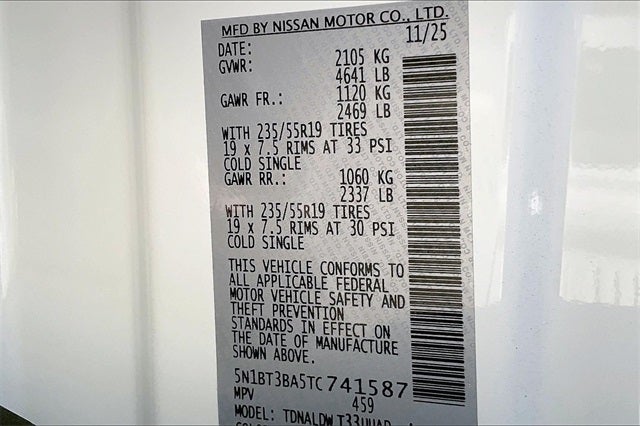 MFD BY NISSAN MOTOR CO., LTD.
DATE: 11/25
GVWR: 2105 KG
4641 LB
GAWR FR.: 1120 KG
2469 LB
WITH 235/55R19 TIRES
19 x 7.5 RIMS AT 33 PSI
COLD SINGLE
GAWR RR.: 1060 KG
2337 LB
WITH 235/55R19 TIRES
19 x 7.5 RIMS AT 30 PSI
COLD SINGLE
THIS VEHICLE CONFORMS TO
ALL APPLICABLE FEDERAL
MOTOR VEHICLE SAFETY AND
THEFT PREVENTION
STANDARDS IN EFFECT ON
THE DATE OF MANUFACTURE
SHOWN ABOVE.
5N1BT3BA5TC741587
MPV 459
MODEL: